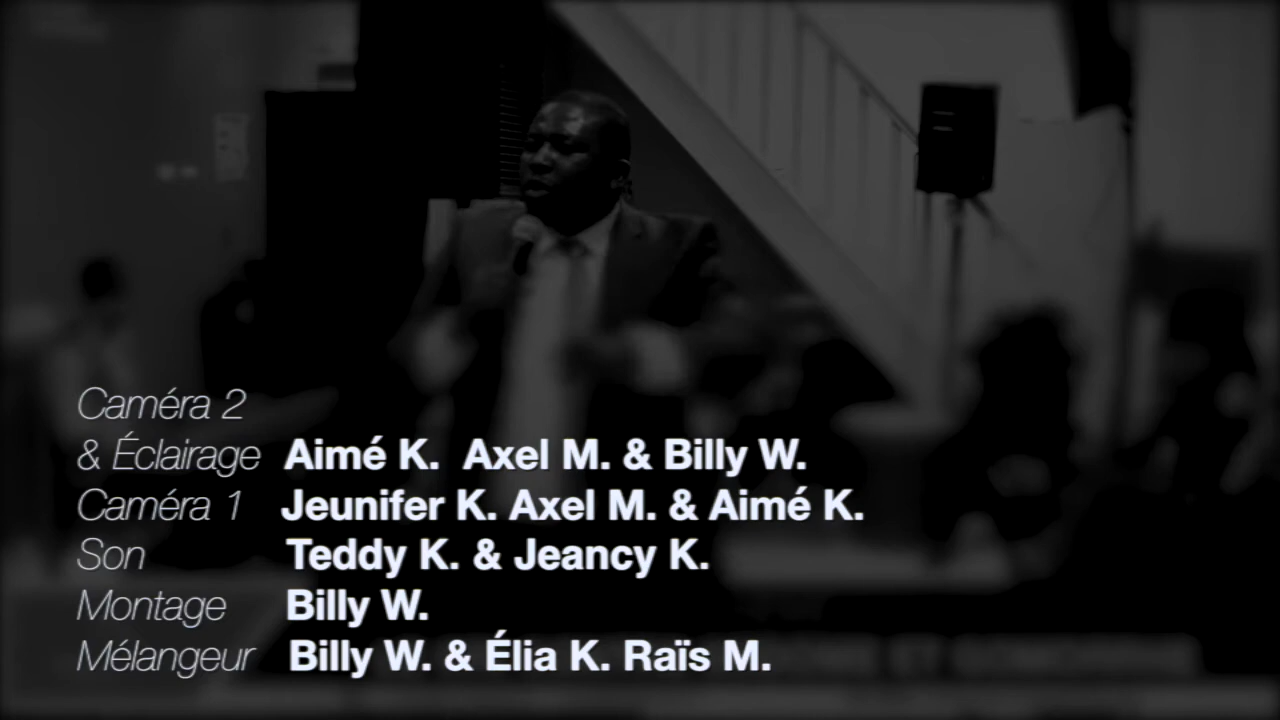 Caméra 2
& Éclairage Aimé K. Axel M. & Billy W.
Caméra 1 Jeunifer K. Axel M. & Aimé K.
Son Teddy K. & Jeancy K.
Montage Billy W.
Mélangeur Billy W. & Élia K. Raïs M.